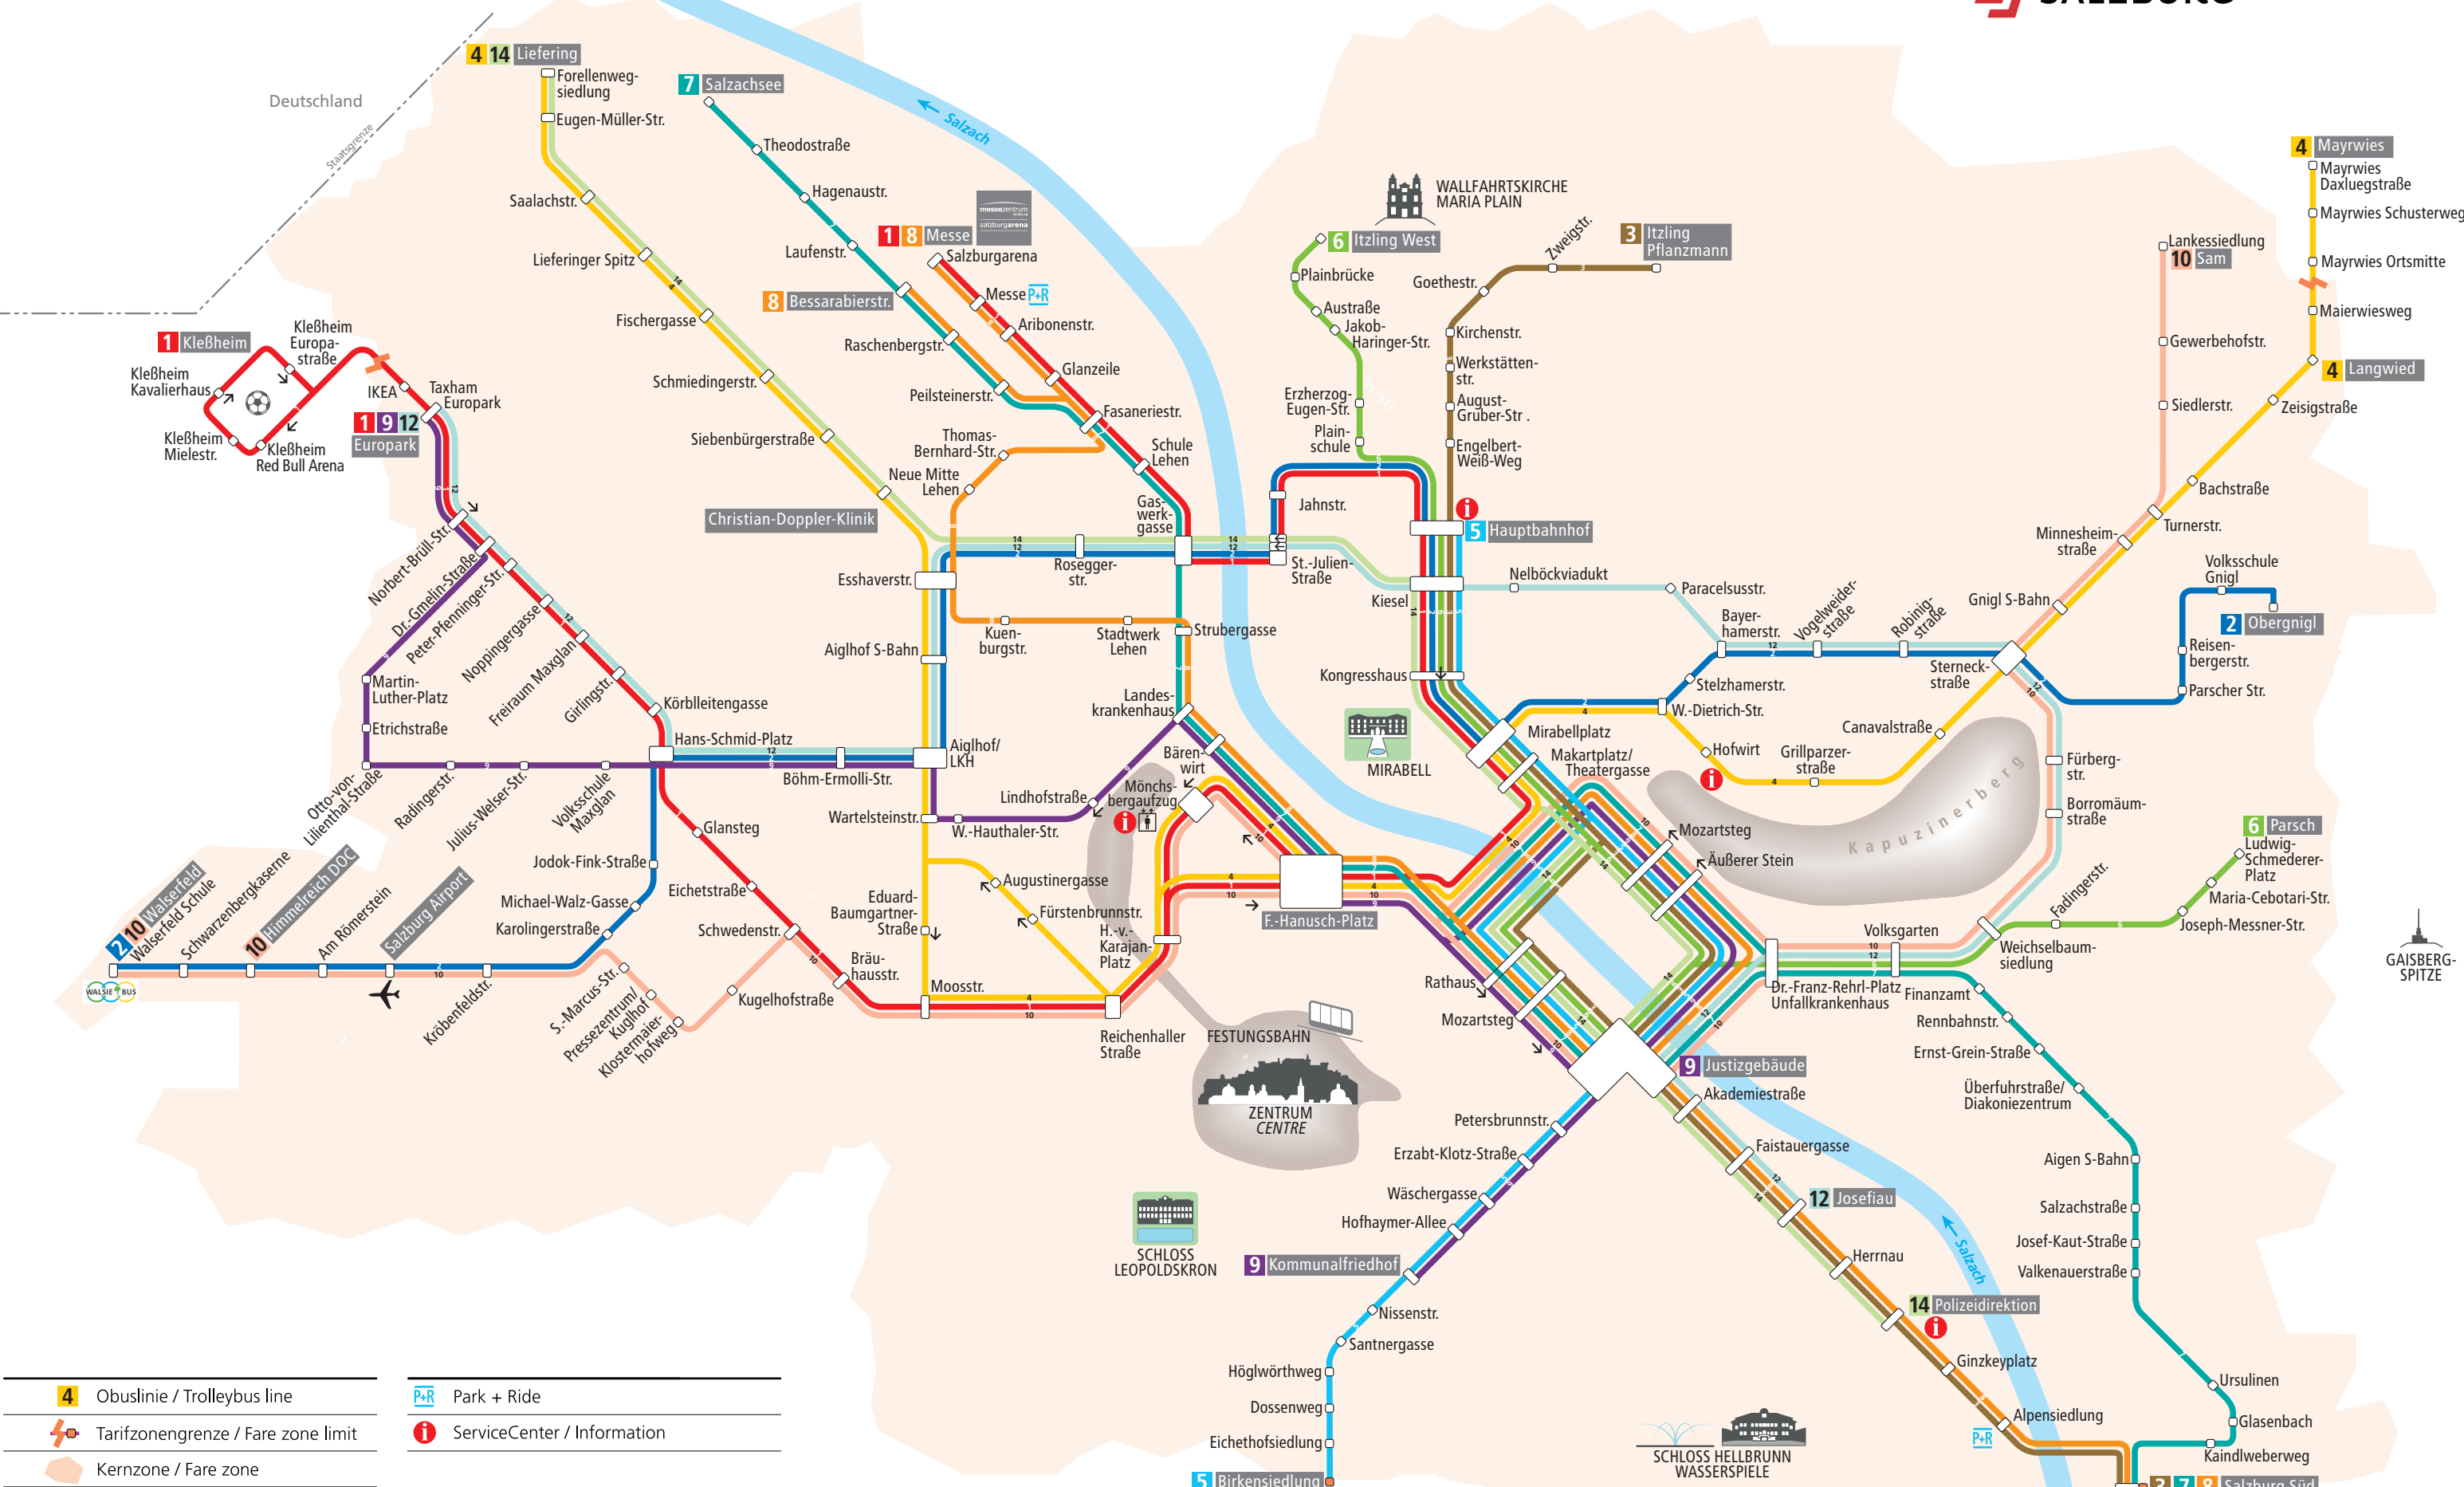 SALZBURG
4 14 Liefering
Forellenweg-
siedlung
Eugen-Müller-Str.
Saalachstr.
Lieferinger Spitz
Fischergasse
Schmiedingerstr.
Siebenbürgerstraße
Christian-Doppler-Klinik
Deutschland
Staatsgrenze
7 Salzachsee
Theodostraße
Hagenaustr.
Laufenstr.
8 Bessarabierstr.
Raschenbergstr.
Peilsteinerstr.
Thomas-
Bernhard-Str.
Neue Mitte
Lehen
Salzach
messezentrum
salzburgarena
1 8 Messe
Salzburgarena
Messe P+R
Aribonenstr.
Glanzeile
Fasaneriestr.
Schule
Lehen
Gas-
werk-
gasse
WALLFAHRTSKIRCHE
MARIA PLAIN
6 Itzling West
Plainbrücke
Austraße
Jakob-
Haringer-Str.
Erzherzog-
Eugen-Str.
Plain-
schule
Jahnstr.
St.-Julien-
Straße
3 Itzling
Pflanzmann
Zweigstr.
Goethestr.
Kirchenstr.
Werkstätten-
str.
August-
Gruber-Str .
Engelbert-
Weiß-Weg
5 Hauptbahnhof
Kiesel
Nelböckviadukt
Paracelsusstr.
Kongresshaus
MIRABELL
Mirabellplatz
Makartplatz/
Theatergasse
4 Mayrwies
Mayrwies
Daxluegstraße
Mayrwies Schusterweg
Mayrwies Ortsmitte
Maierwiesweg
4 Langwied
Zeisigstraße
Bachstraße
Turnerstr.
Minnesheim-
straße
Gnigl S-Bahn
Lankessiedlung
10 Sam
Gewerbehofstr.
Siedlerstr.
Volksschule
Gnigl
2 Obergnigl
Reisen-
bergerstr.
Parscher Str.
Bayer-
hamerstr.
Vogelweider-
straße
Robinig-
straße
Sterneck-
straße
Stelzhamerstr.
W.-Dietrich-Str.
Hofwirt
Grillparzer-
straße
Canavalstraße
Kapuzinerberg
Fürberg-
str.
Borromäum-
straße
1 Kleßheim
Kleßheim
Europa-
straße
Kleßheim
Kavalierhaus
Kleßheim
Mielestr.
Kleßheim
Red Bull Arena
IKEA
Taxham
Europark
1 9 12
Europark
Norbert-Brüll-Str.
Dr.-Gmelin-Straße
Peter-Pfenninger-Str.
Noppingergasse
Freiraum Maxglan
Girlingstr.
Körblleitengasse
Hans-Schmid-Platz
Martin-
Luther-Platz
Etrichstraße
Otto-von-
Lilienthal-Straße
Radingerstr.
Julius-Welser-Str.
Volksschule
Maxglan
Böhm-Ermolli-Str.
Esshaverstr.
Aiglhof S-Bahn
Aiglhof/
LKH
Rosegger-
str.
Kuen-
burgstr.
Stadtwerk
Lehen
Strubergasse
Landes-
krankenhaus
Bären-
wirt
Mönchs-
bergaufzug
Lindhofstraße
W.-Hauthaler-Str.
Wartelsteinstr.
Glansteg
Eichetstraße
Schwedenstr.
Bräu-
hausstr.
Kugelhofstraße
Jodok-Fink-Straße
Michael-Walz-Gasse
Karolingerstraße
2 10 Walserfeld
Walserfeld Schule
Schwarzenbergkaserne
10 Himmelreich DOC
Am Römerstein
Salzburg Airport
Kröbenfeldstr.
WALSIE BUS
S.-Marcus-Str.
Pressezentrum/
Kuglhof
Klostermaier-
hofweg
Eduard-
Baumgartner-
Straße
Augustinergasse
Fürstenbrunnstr.
H.-v.-
Karajan-
Platz
Moosstr.
Reichenhaller
Straße
F.-Hanusch-Platz
Rathaus
Mozartsteg
Mozartsteg
Äußerer Stein
FESTUNGSBAHN
ZENTRUM
CENTRE
Dr.-Franz-Rehrl-Platz
Unfallkrankenhaus
Volksgarten
Weichselbaum-
siedlung
Fadingerstr.
6 Parsch
Ludwig-
Schmederer-
Platz
Maria-Cebotari-Str.
Joseph-Messner-Str.
GAISBERG-
SPITZE
Finanzamt
Rennbahnstr.
Ernst-Grein-Straße
Überfuhrstraße/
Diakoniezentrum
Aigen S-Bahn
Salzachstraße
Josef-Kaut-Straße
Valkenauerstraße
Ursulinen
Glasenbach
Kaindlweberweg
9 Justizgebäude
Akademiestraße
Faistauergasse
12 Josefiau
Herrnau
14 Polizeidirektion
Ginzkeyplatz
Alpensiedlung
P+R
3 7 8 Salzburg Süd
Salzach
Petersbrunnstr.
Erzabt-Klotz-Straße
Wäschergasse
Hofhaymer-Allee
9 Kommunalfriedhof
Nissenstr.
Santnergasse
Höglwörthweg
Dossenweg
Eichethofsiedlung
5 Birkensiedlung
SCHLOSS
LEOPOLDSKRON
SCHLOSS HELLBRUNN
WASSERSPIELE
4 Obuslinie / Trolleybus line
Tarifzonengrenze / Fare zone limit
Kernzone / Fare zone
P+R Park + Ride
i ServiceCenter / Information